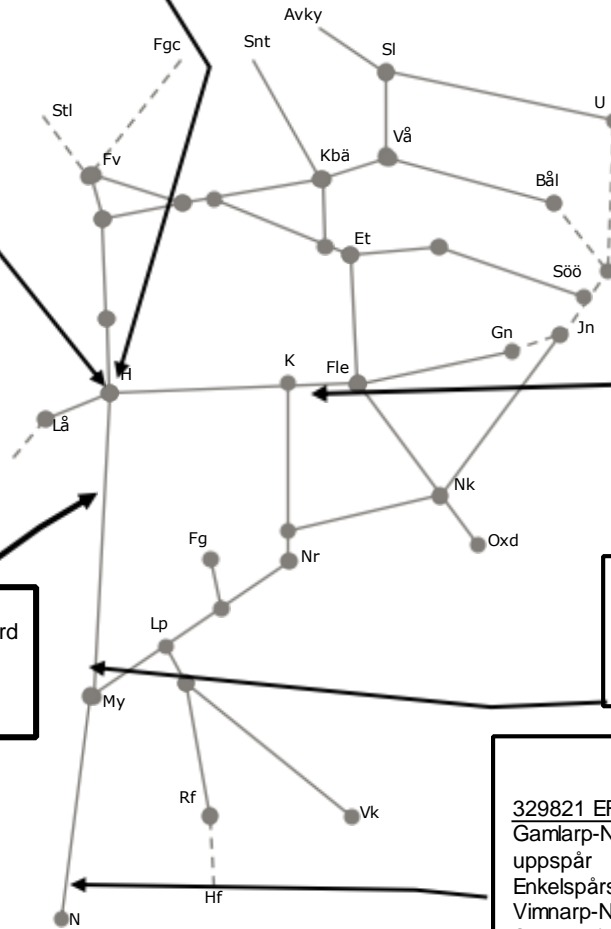 Avky
Snt
Fgc
Sl
Stl
U
Vå
Fv
Kbä
Bål
Et
Söö
Jn
Gn
K
Fle
H
Lå
Nk
Oxd
Fg
Nr
Lp
rd
My
Rf
Vk
329821 EF
Gamlarp-N
uppspår
Enkelspårs
Vimnarp-N
Hf
N